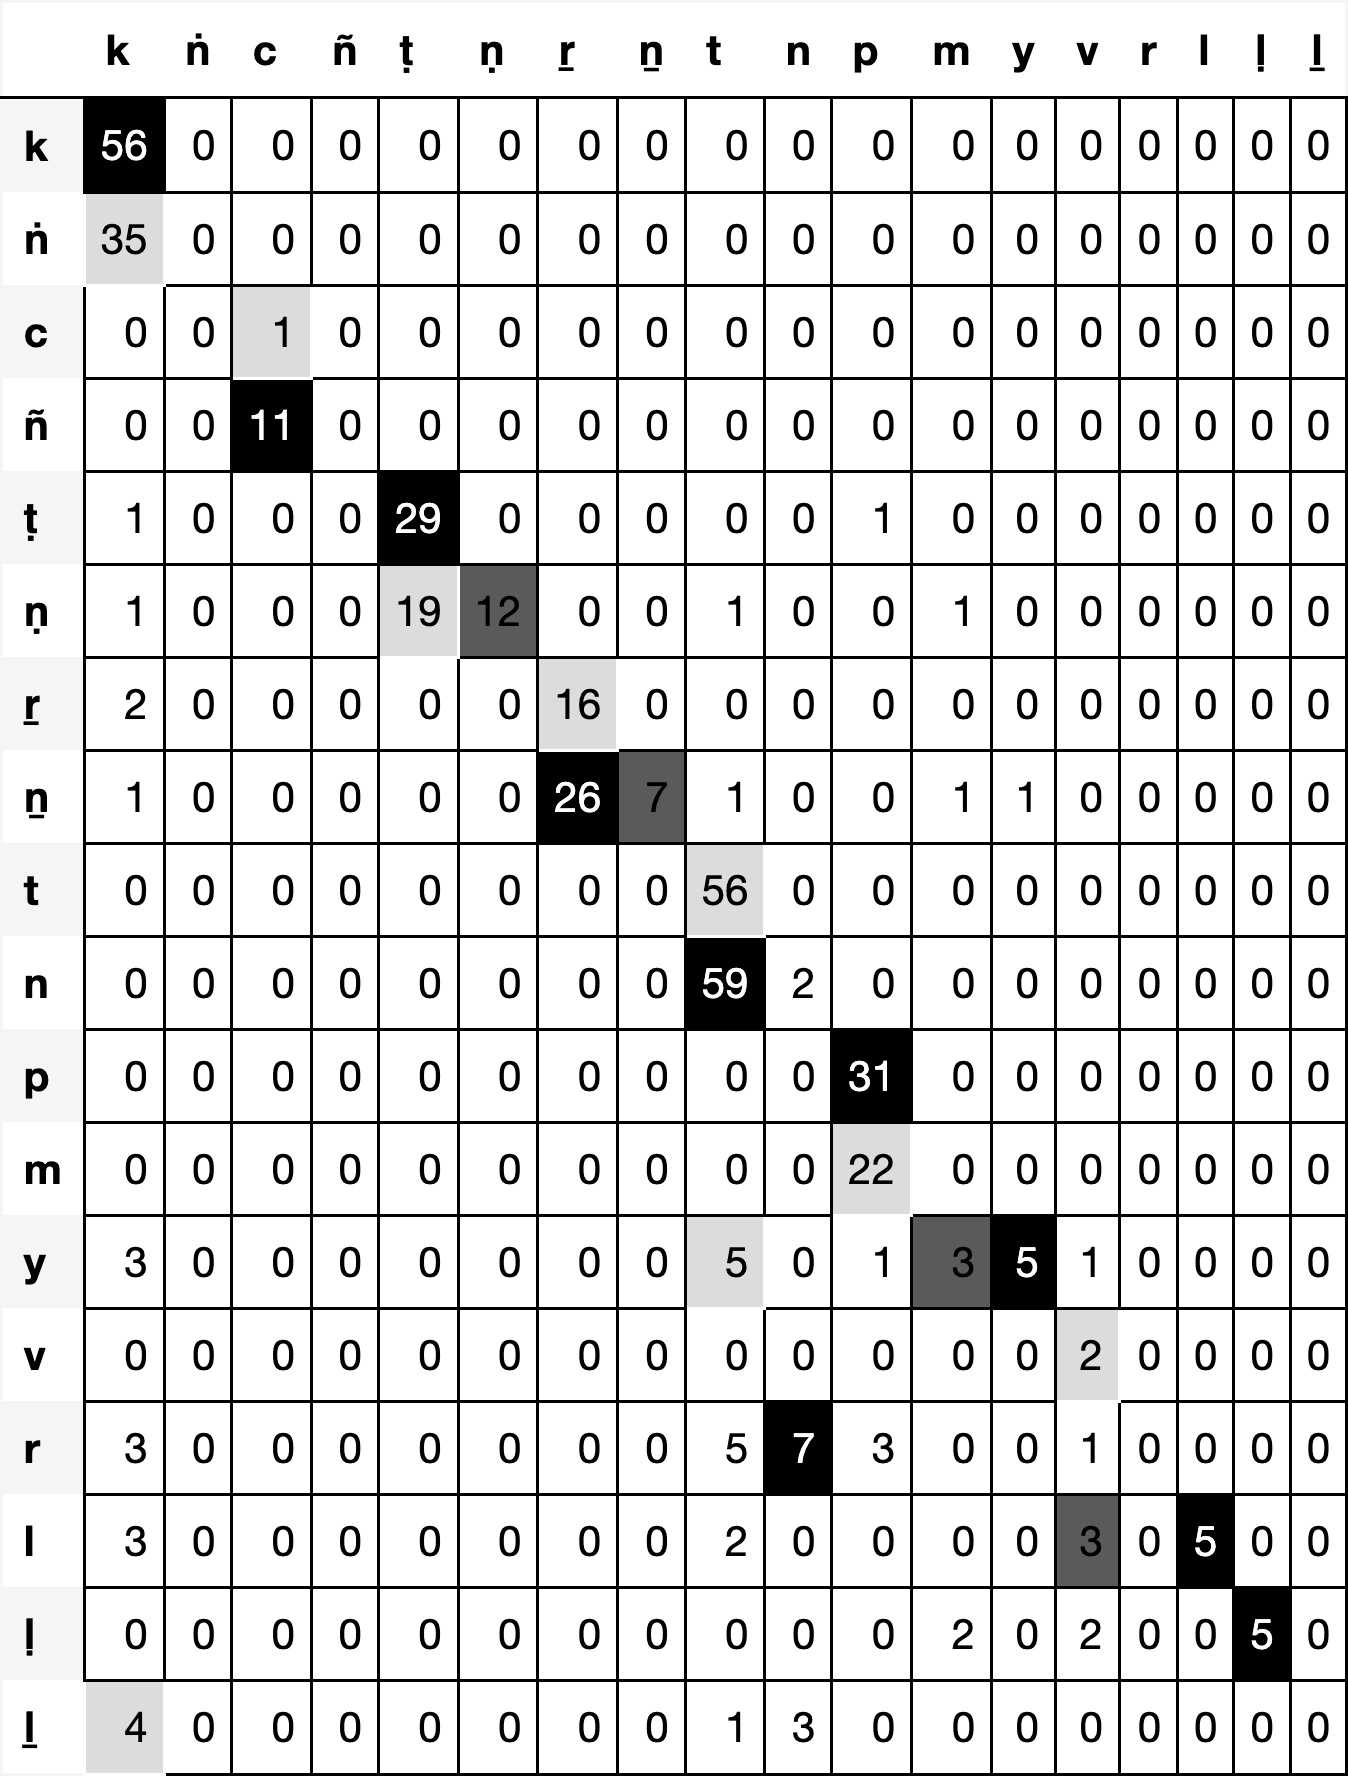 k ṅ c ñ ṭ ṇ ṟ ṉ t n p m y v r l ḷ ḻ
k 56 0 0 0 0 0 0 0 0 0 0 0 0 0 0 0 0 0
ṅ 35 0 0 0 0 0 0 0 0 0 0 0 0 0 0 0 0 0
c 0 0 1 0 0 0 0 0 0 0 0 0 0 0 0 0 0 0
ñ 0 0 11 0 0 0 0 0 0 0 0 0 0 0 0 0 0 0
ṭ 1 0 0 0 29 0 0 0 0 0 1 0 0 0 0 0 0 0
ṇ 1 0 0 0 19 12 0 0 1 0 0 1 0 0 0 0 0 0
ṟ 2 0 0 0 0 0 16 0 0 0 0 0 0 0 0 0 0 0
ṉ 1 0 0 0 0 0 26 7 1 0 0 1 1 0 0 0 0 0
t 0 0 0 0 0 0 0 0 56 0 0 0 0 0 0 0 0 0
n 0 0 0 0 0 0 0 0 59 2 0 0 0 0 0 0 0 0
p 0 0 0 0 0 0 0 0 0 0 31 0 0 0 0 0 0 0
m 0 0 0 0 0 0 0 0 0 0 22 0 0 0 0 0 0 0
y 3 0 0 0 0 0 0 0 5 0 1 3 5 1 0 0 0 0
v 0 0 0 0 0 0 0 0 0 0 0 0 0 2 0 0 0 0
r 3 0 0 0 0 0 0 0 5 7 3 0 0 1 0 0 0 0
l 3 0 0 0 0 0 0 0 2 0 0 0 0 3 0 5 0 0
ḷ 0 0 0 0 0 0 0 0 0 0 0 2 0 2 0 0 5 0
ḻ 4 0 0 0 0 0 0 0 1 3 0 0 0 0 0 0 0 0